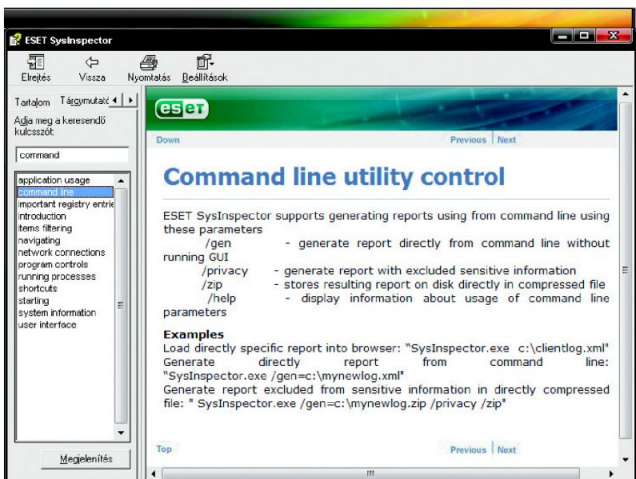 ESET SysInspector
Elrejtés Vissza Nyomtatás Beállítások
Tartalom Tárgymutató
Adja meg a keresendő
kulcsszót:
command
application usage
command line
important registry entrie
introduction
items filtering
navigating
network connections
program controls
running processes
shortcuts
starting
system information
user interface
Megjelenítés
eset
Down Previous Next
Command line utility control
ESET SysInspector supports generating reports using from command line using
these parameters
/gen - generate report directly from command line without
running GUI
/privacy - generate report with excluded sensitive information
/zip - stores resulting report on disk directly in compressed file
/help - display information about usage of command line
parameters
Examples
Load directly specific report into browser: "SysInspector.exe c:\clientlog.xml"
Generate directly report from command line:
"SysInspector.exe /gen=c:\mynewlog.xml"
Generate report excluded from sensitive information in directly compressed
file: " SysInspector.exe /gen=c:\mynewlog.zip /privacy /zip"
Top Previous Next